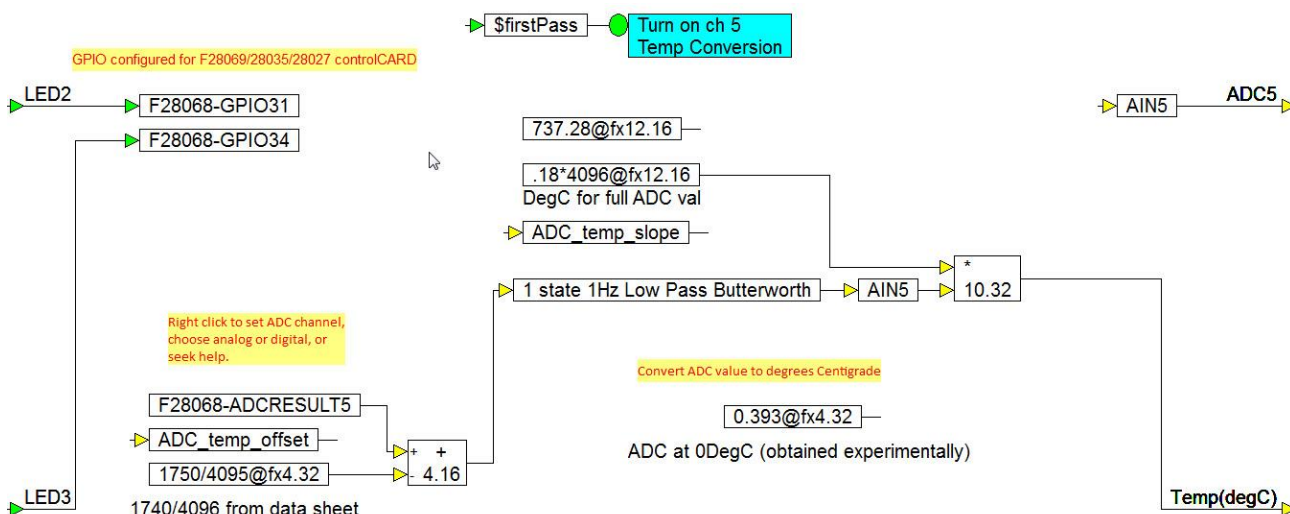 $firstPass
Turn on ch 5
Temp Conversion
GPIO configured for F28069/28035/28027 controlCARD
LED2
F28068-GPIO31
AIN5
ADC5
F28068-GPIO34
737.28@fx12.16
.18*4096@fx12.16
DegC for full ADC val
ADC_temp_slope
*
10.32
1 state 1Hz Low Pass Butterworth
AIN5
Right click to set ADC channel,
choose analog or digital, or
seek help.
Convert ADC value to degrees Centigrade
F28068-ADCRESULT5
0.393@fx4.32
ADC_temp_offset
+ +
- 4.16
ADC at 0DegC (obtained experimentally)
1750/4095@fx4.32
LED3
1740/4096 from data sheet
Temp(degC)